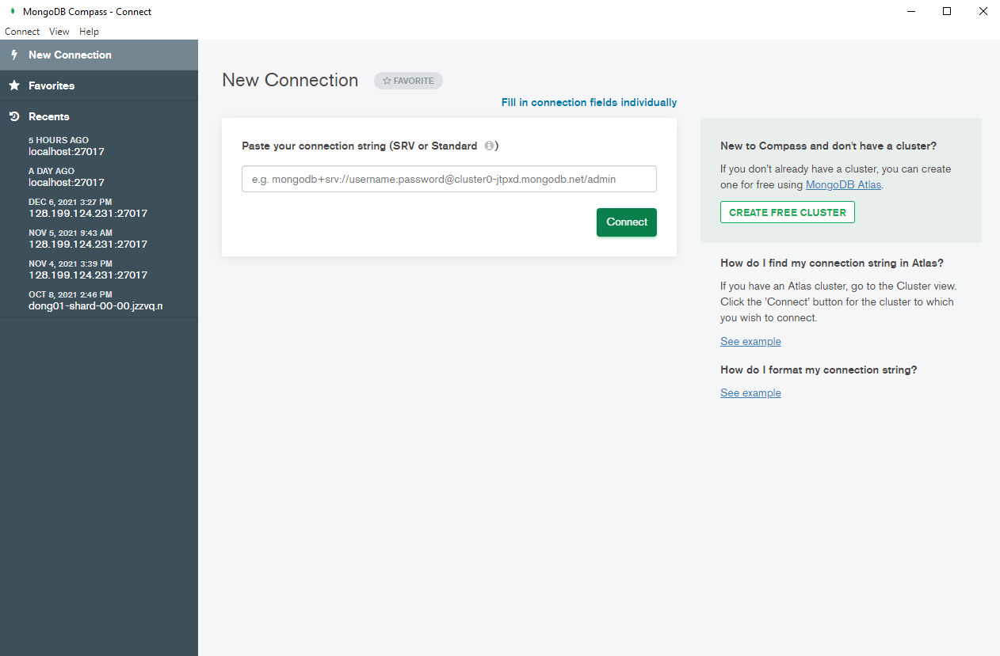 MongoDB Compass - Connect
Connect View Help
New Connection
Favorites
Recents
5 HOURS AGO
localhost:27017
A DAY AGO
localhost:27017
DEC 6, 2021 3:27 PM
128.199.124.231:27017
NOV 5, 2021 9:43 AM
128.199.124.231:27017
NOV 4, 2021 3:39 PM
128.199.124.231:27017
OCT 8, 2021 2:46 PM
dong01-shard-00-00.jzzvq.n
New Connection
FAVORITE
Fill in connection fields individually
Paste your connection string (SRV or Standard )
e.g. mongodb+srv://username:password@cluster0-jtpxd.mongodb.net/admin
Connect
New to Compass and don't have a cluster?
If you don't already have a cluster, you can create
one for free using MongoDB Atlas.
CREATE FREE CLUSTER
How do I find my connection string in Atlas?
If you have an Atlas cluster, go to the Cluster view.
Click the 'Connect' button for the cluster to which
you wish to connect.
See example
How do I format my connection string?
See example